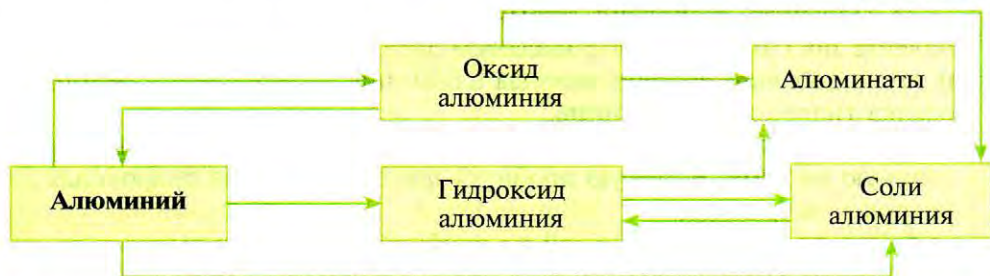 Оксид
алюминия
Алюминаты
Алюминий
Гидроксид
алюминия
Соли
алюминия